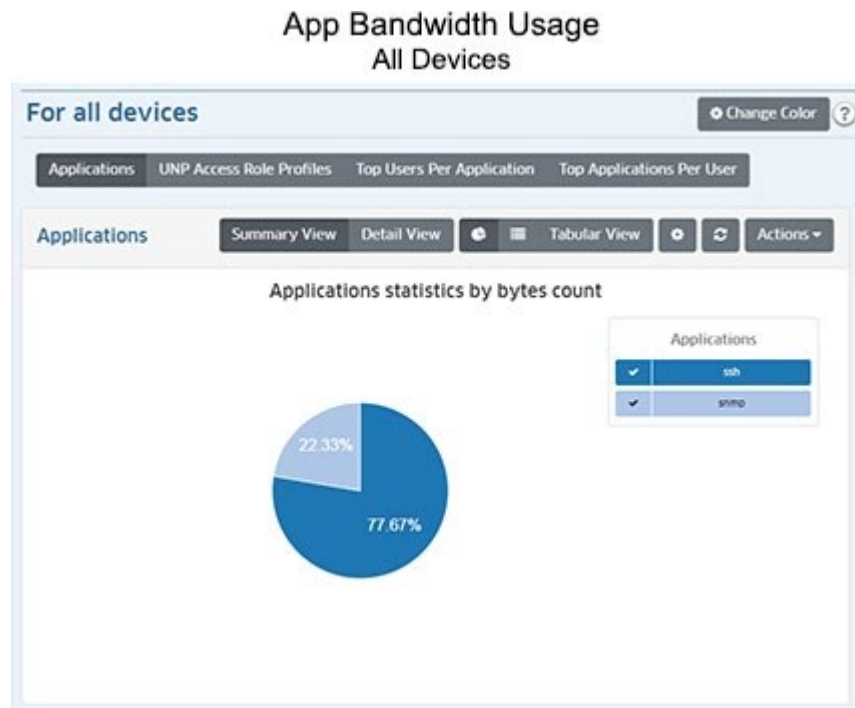 App Bandwidth Usage
All Devices
For all devices
Change Color ?
Applications UNP Access Role Profiles Top Users Per Application Top Applications Per User
Applications Summary View Detail View Tabular View Actions
Applications statistics by bytes count
Applications
ssh
snmp
22.33%
77.67%